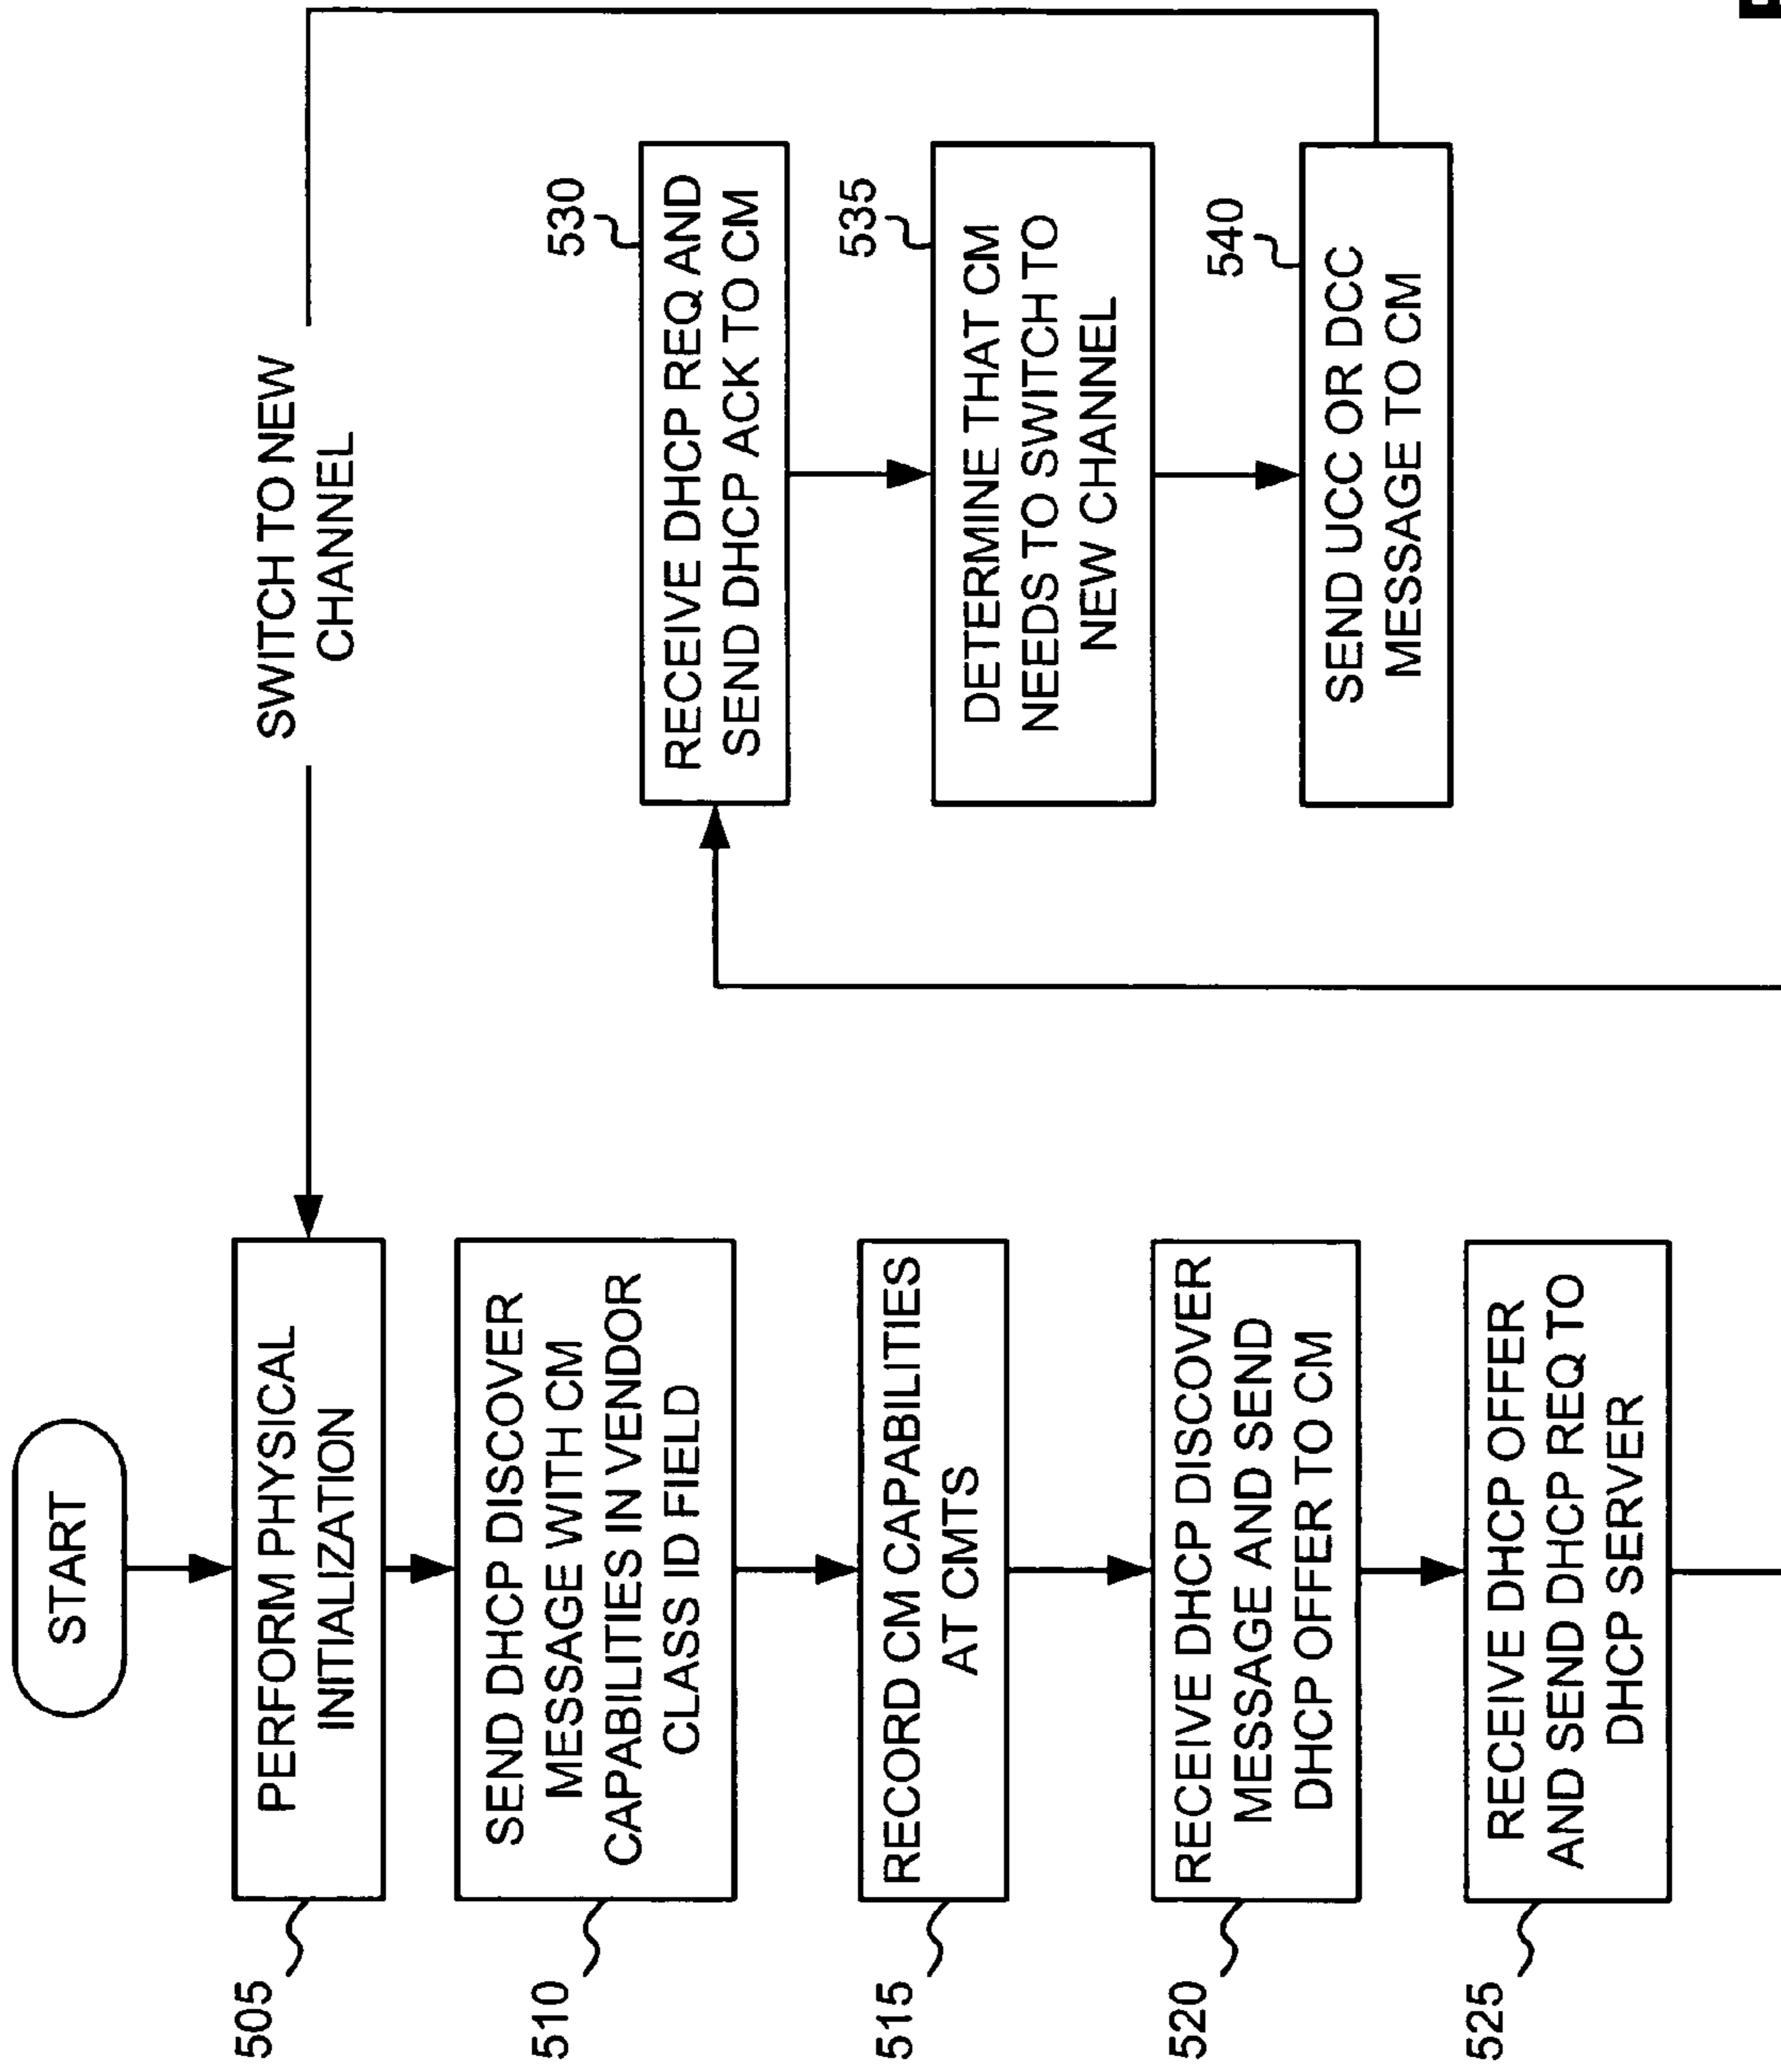 START
505
PERFORM PHYSICAL
INITIALIZATION
510
SEND DHCP DISCOVER
MESSAGE WITH CM
CAPABILITIES IN VENDOR
CLASS ID FIELD
515
RECORD CM CAPABILITIES
AT CMTS
520
RECEIVE DHCP DISCOVER
MESSAGE AND SEND
DHCP OFFER TO CM
525
RECEIVE DHCP OFFER
AND SEND DHCP REQ TO
DHCP SERVER
530
RECEIVE DHCP REQ AND
SEND DHCP ACK TO CM
535
DETERMINE THAT CM
NEEDS TO SWITCH TO
NEW CHANNEL
540
SEND UCC OR DCC
MESSAGE TO CM
SWITCH TO NEW
CHANNEL